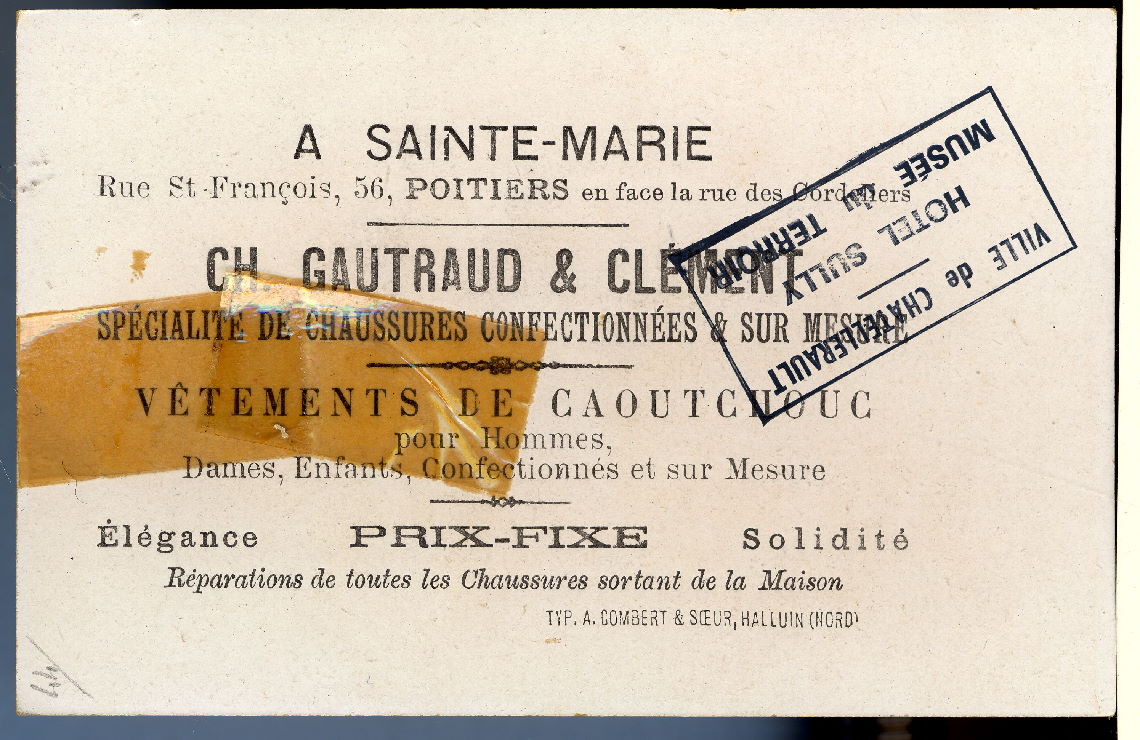 A SAINTE-MARIE
Rue St-François, 56, POITIERS en face la rue des Cordeliers
CH. GAUTRAUD & CLÉMENT
SPÉCIALITÉ DE CHAUSSURES CONFECTIONNÉES & SUR MESURE
VÊTEMENTS DE CAOUTCHOUC
pour Hommes,
Dames, Enfants, Confectionnés et sur Mesure
Élégance PRIX-FIXE Solidité
Réparations de toutes les Chaussures sortant de la Maison
TYP. A. COMBERT & SŒUR, HALLUIN (NORD)
VILLE de CHATELLERAULT
HOTEL SULLY
MUSÉE du TERROIR